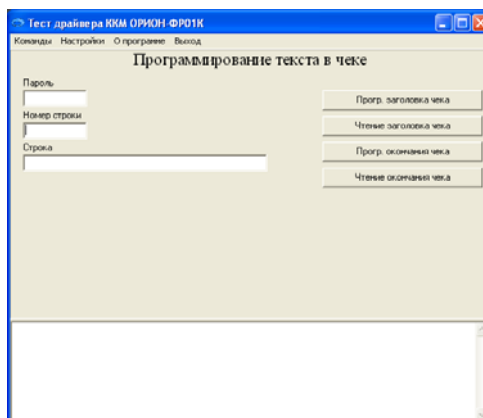 Тест драйвера ККМ ОРИОН-ФР01К
Команды Настройки О программе Выход
Программирование текста в чеке
Пароль
Номер строки
Строка
Прогр. заголовка чека
Чтение заголовка чека
Прогр. окончания чека
Чтение окончания чека